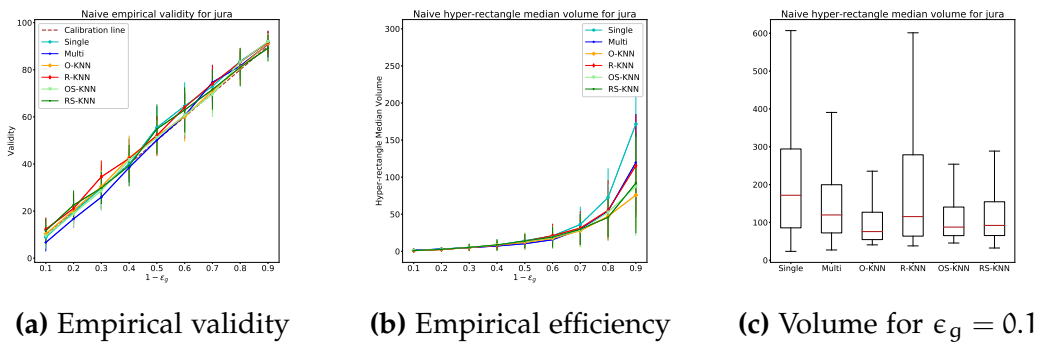 Naive empirical validity for jura
100
80
60
40
20
0
Validity
Calibration line
Single
Multi
O-KNN
R-KNN
OS-KNN
RS-KNN
0.1 0.2 0.3 0.4 0.5 0.6 0.7 0.8 0.9
1 − ε_g
(a) Empirical validity
Naive hyper-rectangle median volume for jura
300
250
200
150
100
50
0
Hyper-rectangle Median Volume
Single
Multi
O-KNN
R-KNN
OS-KNN
RS-KNN
0.1 0.2 0.3 0.4 0.5 0.6 0.7 0.8 0.9
1 − ε_g
(b) Empirical efficiency
Naive hyper-rectangle median volume for jura
600
500
400
300
200
100
0
Single Multi O-KNN R-KNN OS-KNN RS-KNN
(c) Volume for ϵ_g = 0.1